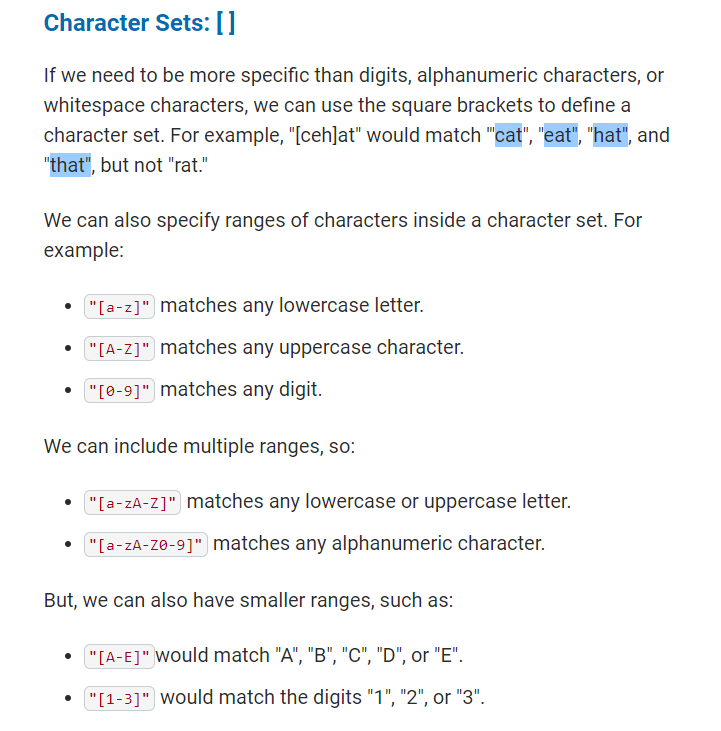 Character Sets: [ ]
If we need to be more specific than digits, alphanumeric characters, or
whitespace characters, we can use the square brackets to define a
character set. For example, "[ceh]at" would match "'cat", "eat", "hat", and
"that", but not "rat."
We can also specify ranges of characters inside a character set. For
example:
• "[a-z]" matches any lowercase letter.
• "[A-Z]" matches any uppercase character.
• "[0-9]" matches any digit.
We can include multiple ranges, so:
• "[a-zA-Z]" matches any lowercase or uppercase letter.
• "[a-zA-Z0-9]" matches any alphanumeric character.
But, we can also have smaller ranges, such as:
• "[A-E]"would match "A", "B", "C", "D", or "E".
• "[1-3]" would match the digits "1", "2", or "3".